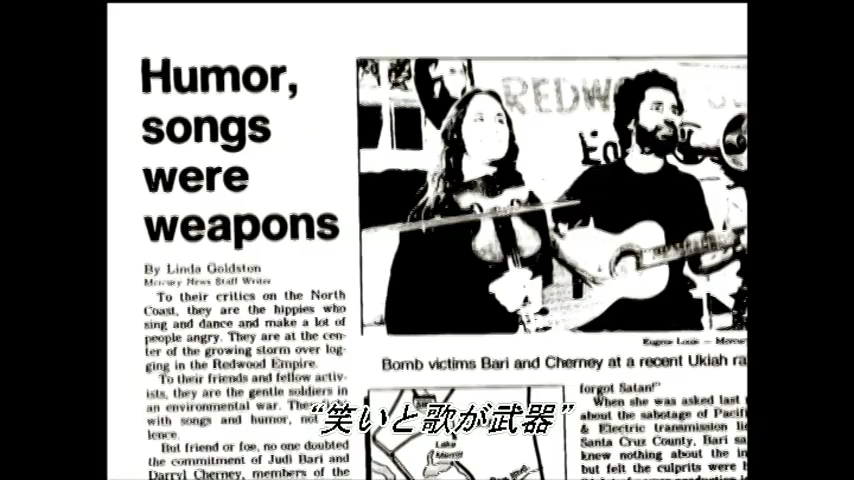 Humor,
songs
were
weapons
By Linda Goldston
Mercury News Staff Writer
To their critics on the North
Coast, they are the hippies who
sing and dance and make a lot of
people angry. They are at the cen-
ter of the growing storm over log-
ging in the Redwood Empire.
To their friends and fellow activ-
ists, they are the gentle soldiers in
an environmental war. The
with songs and humor, not
lence.
But friend or foe, no one doubted
the commitment of Judi Bari and
Darryl Cherney, members of the
REDW
Eugene Louie — Mercu
Bomb victims Bari and Cherney at a recent Ukiah ra
Lake
Merritt
forgot Satan!"
When she was asked last
about the sabotage of Pacif
& Electric transmission li
Santa Cruz County, Bari sa
knew nothing about the in
but felt the culprits were
“笑いと歌が武器”